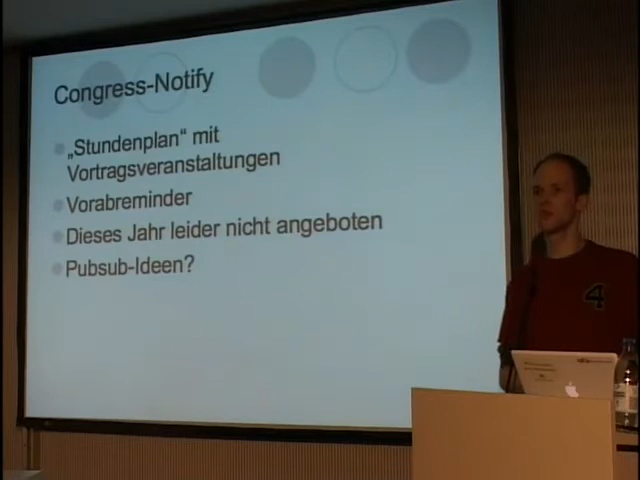 Congress-Notify
„Stundenplan“ mit
Vortragsveranstaltungen
Vorabreminder
Dieses Jahr leider nicht angeboten
Pubsub-Ideen?
4